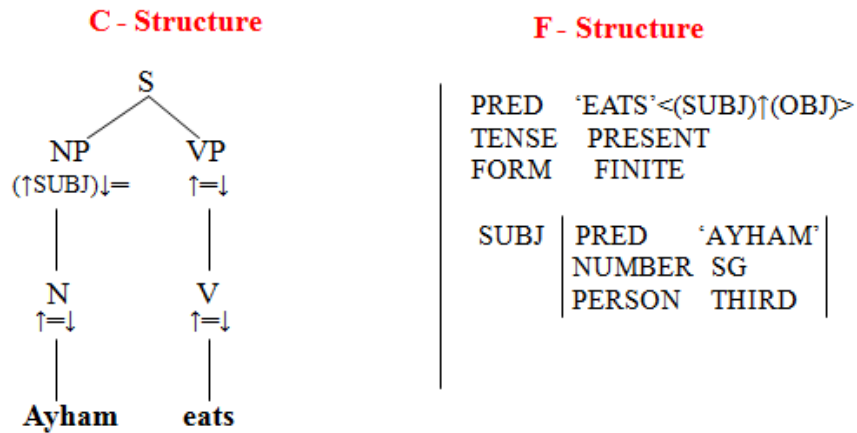 C - Structure
S
NP VP
(↑SUBJ)↓= ↑=↓
N V
↑=↓ ↑=↓
Ayham eats
F - Structure
PRED ‘EATS’<(SUBJ)↑(OBJ)>
TENSE PRESENT
FORM FINITE
SUBJ PRED ‘AYHAM’
NUMBER SG
PERSON THIRD